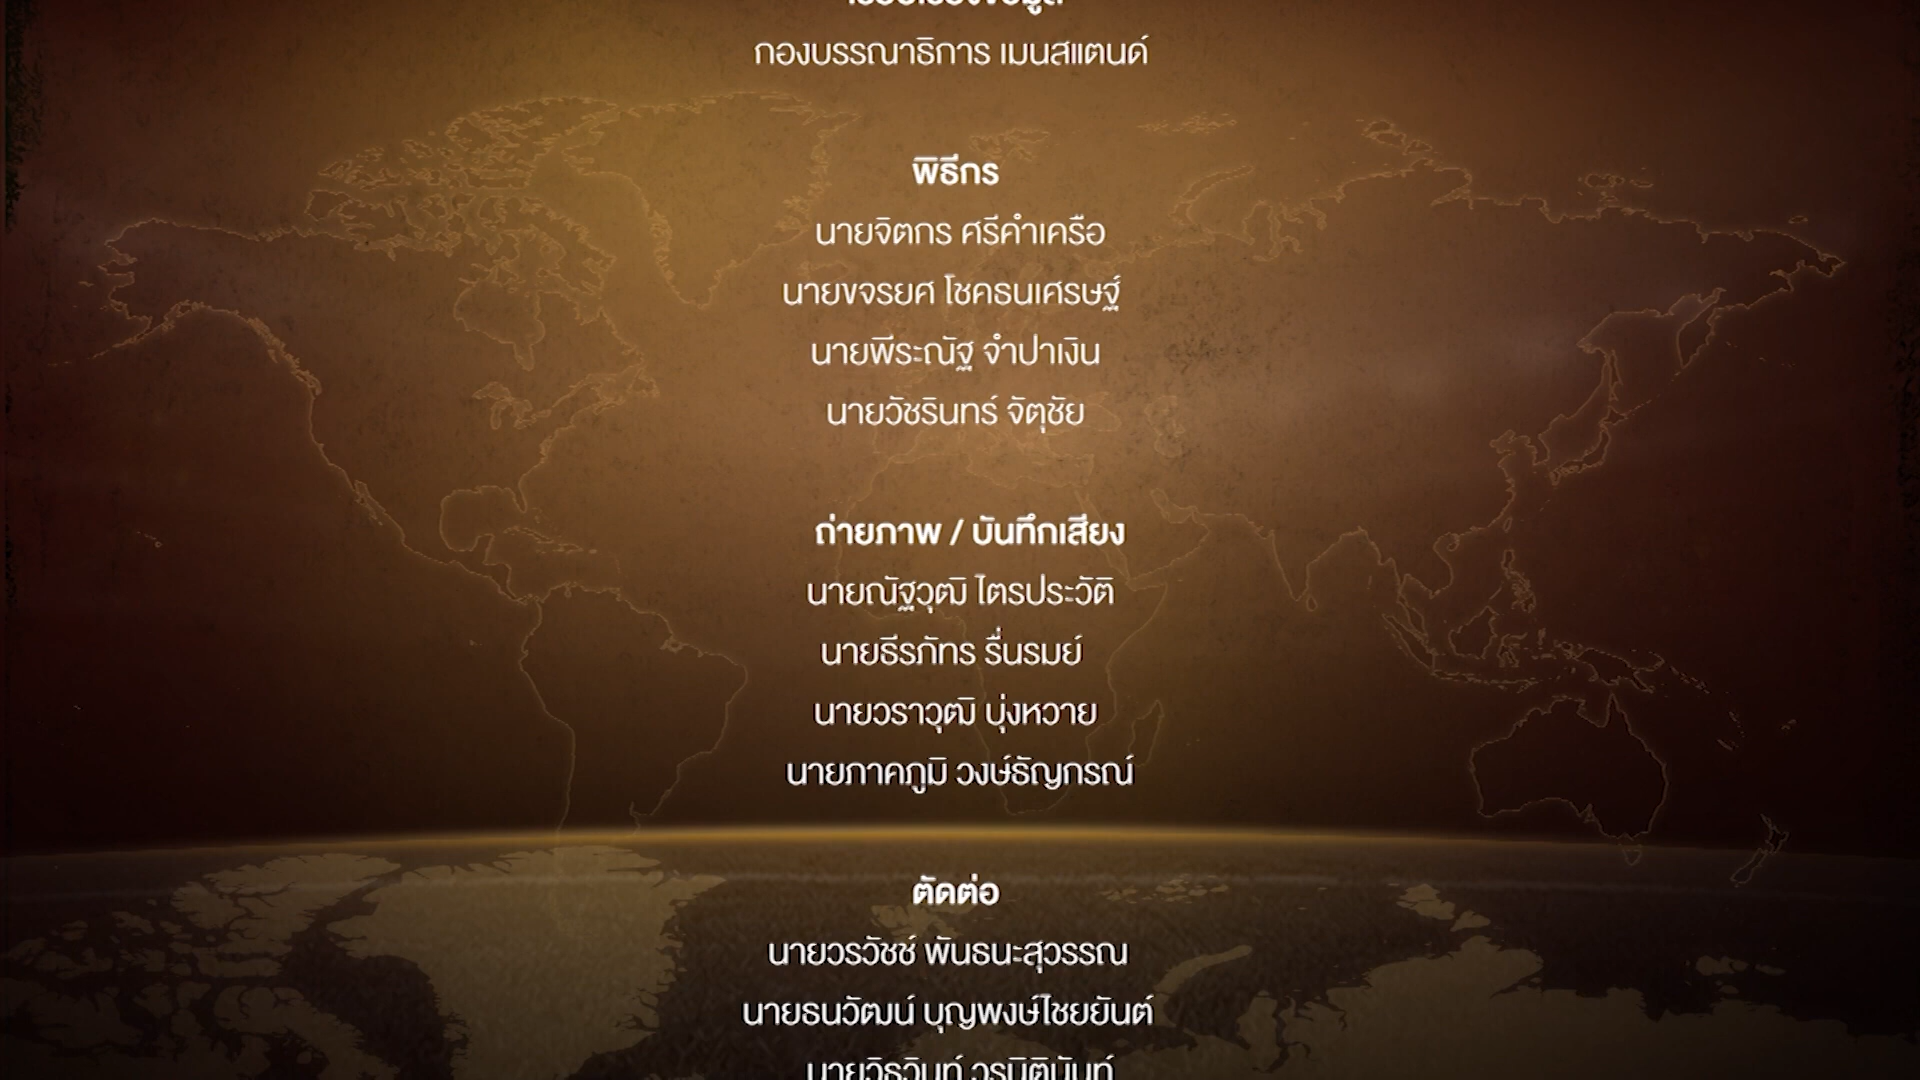 กองบรรณาธิการ เมนสแตนด์
พิธีกร
นายจิตกร ศรีคำเครือ
นายขจรยศ โชคธนเศรษฐ์
นายพีระณัฐ จำปาเงิน
นายวัชรินทร์ จัตุชัย
ถ่ายภาพ / บันทึกเสียง
นายณัฐวุฒิ ไตรประวัติ
นายธีรภัทร รื่นรมย์
นายวราวุฒิ บุ่งหวาย
นายภาคภูมิ วงษ์ธัญกรณ์
ตัดต่อ
นายวรวัชช์ พันธนะสุวรรณ
นายธนวัฒน์ บุญพงษ์ไชยยันต์